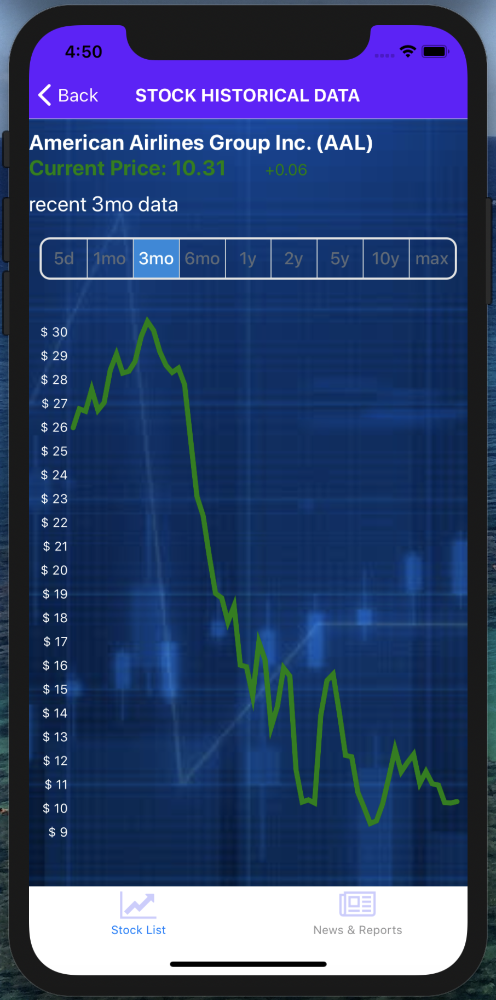 4:50
Back
STOCK HISTORICAL DATA
American Airlines Group Inc. (AAL)
Current Price: 10.31 +0.06
recent 3mo data
5d 1mo 3mo 6mo 1y 2y 5y 10y max
$ 30
$ 29
$ 28
$ 27
$ 26
$ 25
$ 24
$ 23
$ 22
$ 21
$ 20
$ 19
$ 18
$ 17
$ 16
$ 15
$ 14
$ 13
$ 12
$ 11
$ 10
$ 9
Stock List
News & Reports